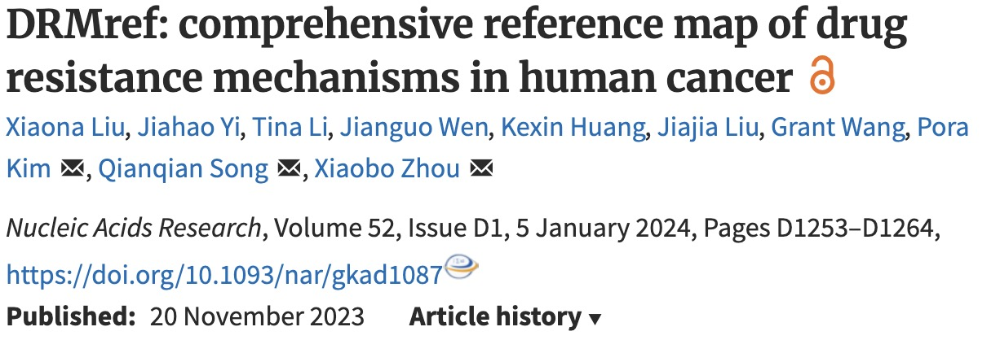 DRMref: comprehensive reference map of drug
resistance mechanisms in human cancer
Xiaona Liu, Jiahao Yi, Tina Li, Jianguo Wen, Kexin Huang, Jiajia Liu, Grant Wang, Pora
Kim, Qianqian Song, Xiaobo Zhou
Nucleic Acids Research, Volume 52, Issue D1, 5 January 2024, Pages D1253–D1264,
https://doi.org/10.1093/nar/gkad1087
Published: 20 November 2023 Article history ▼